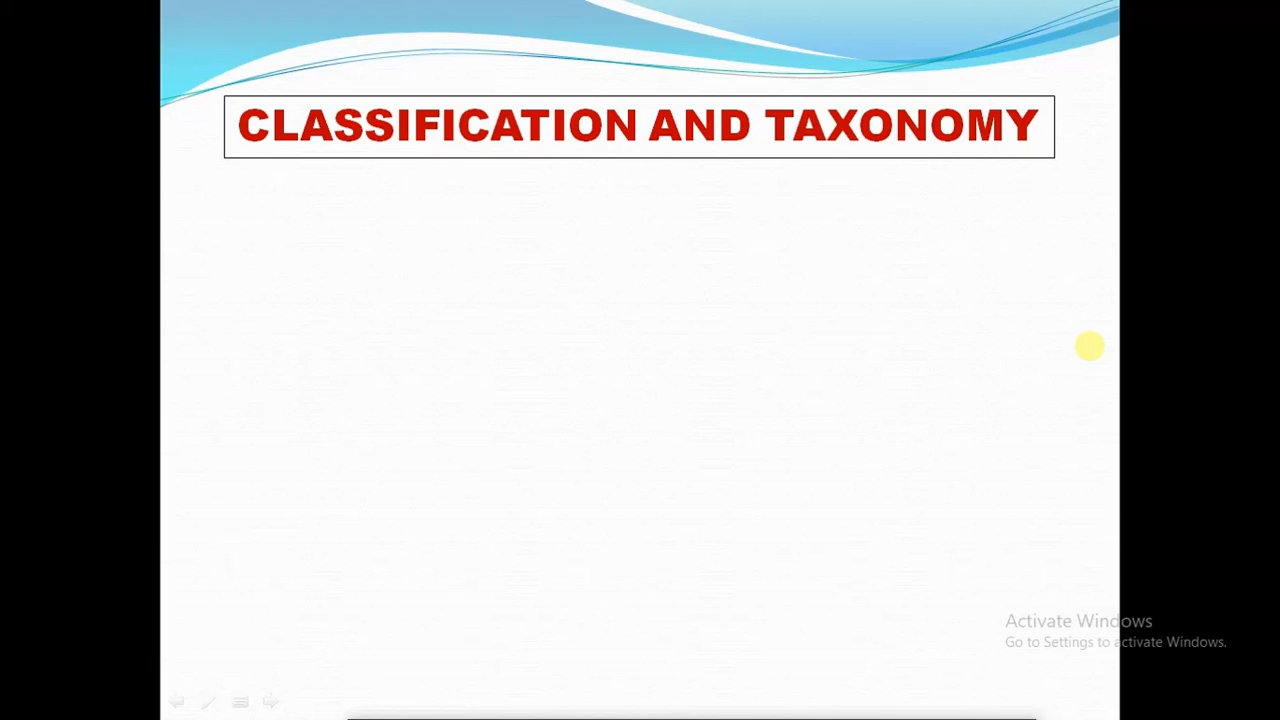 CLASSIFICATION AND TAXONOMY
Activate Windows
Go to Settings to activate Windows.